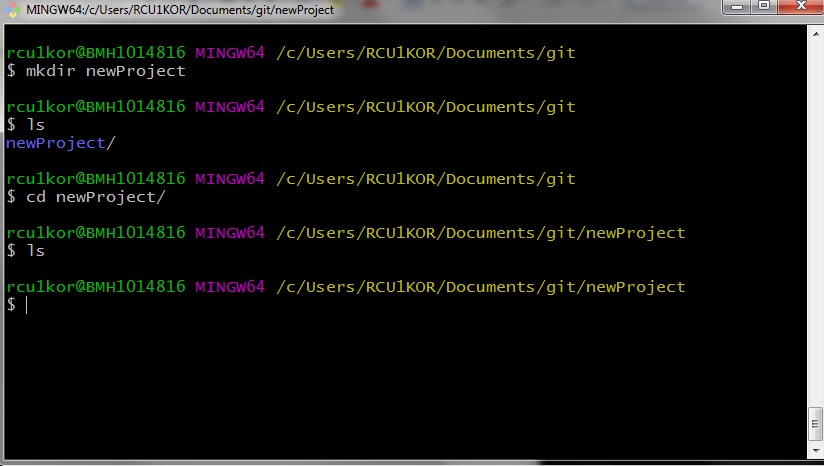 MINGW64:/c/Users/RCU1KOR/Documents/git/newProject
rcu1kor@BMH1014816 MINGW64 /c/Users/RCU1KOR/Documents/git
$ mkdir newProject
rcu1kor@BMH1014816 MINGW64 /c/Users/RCU1KOR/Documents/git
$ ls
newProject/
rcu1kor@BMH1014816 MINGW64 /c/Users/RCU1KOR/Documents/git
$ cd newProject/
rcu1kor@BMH1014816 MINGW64 /c/Users/RCU1KOR/Documents/git/newProject
$ ls
rcu1kor@BMH1014816 MINGW64 /c/Users/RCU1KOR/Documents/git/newProject
$